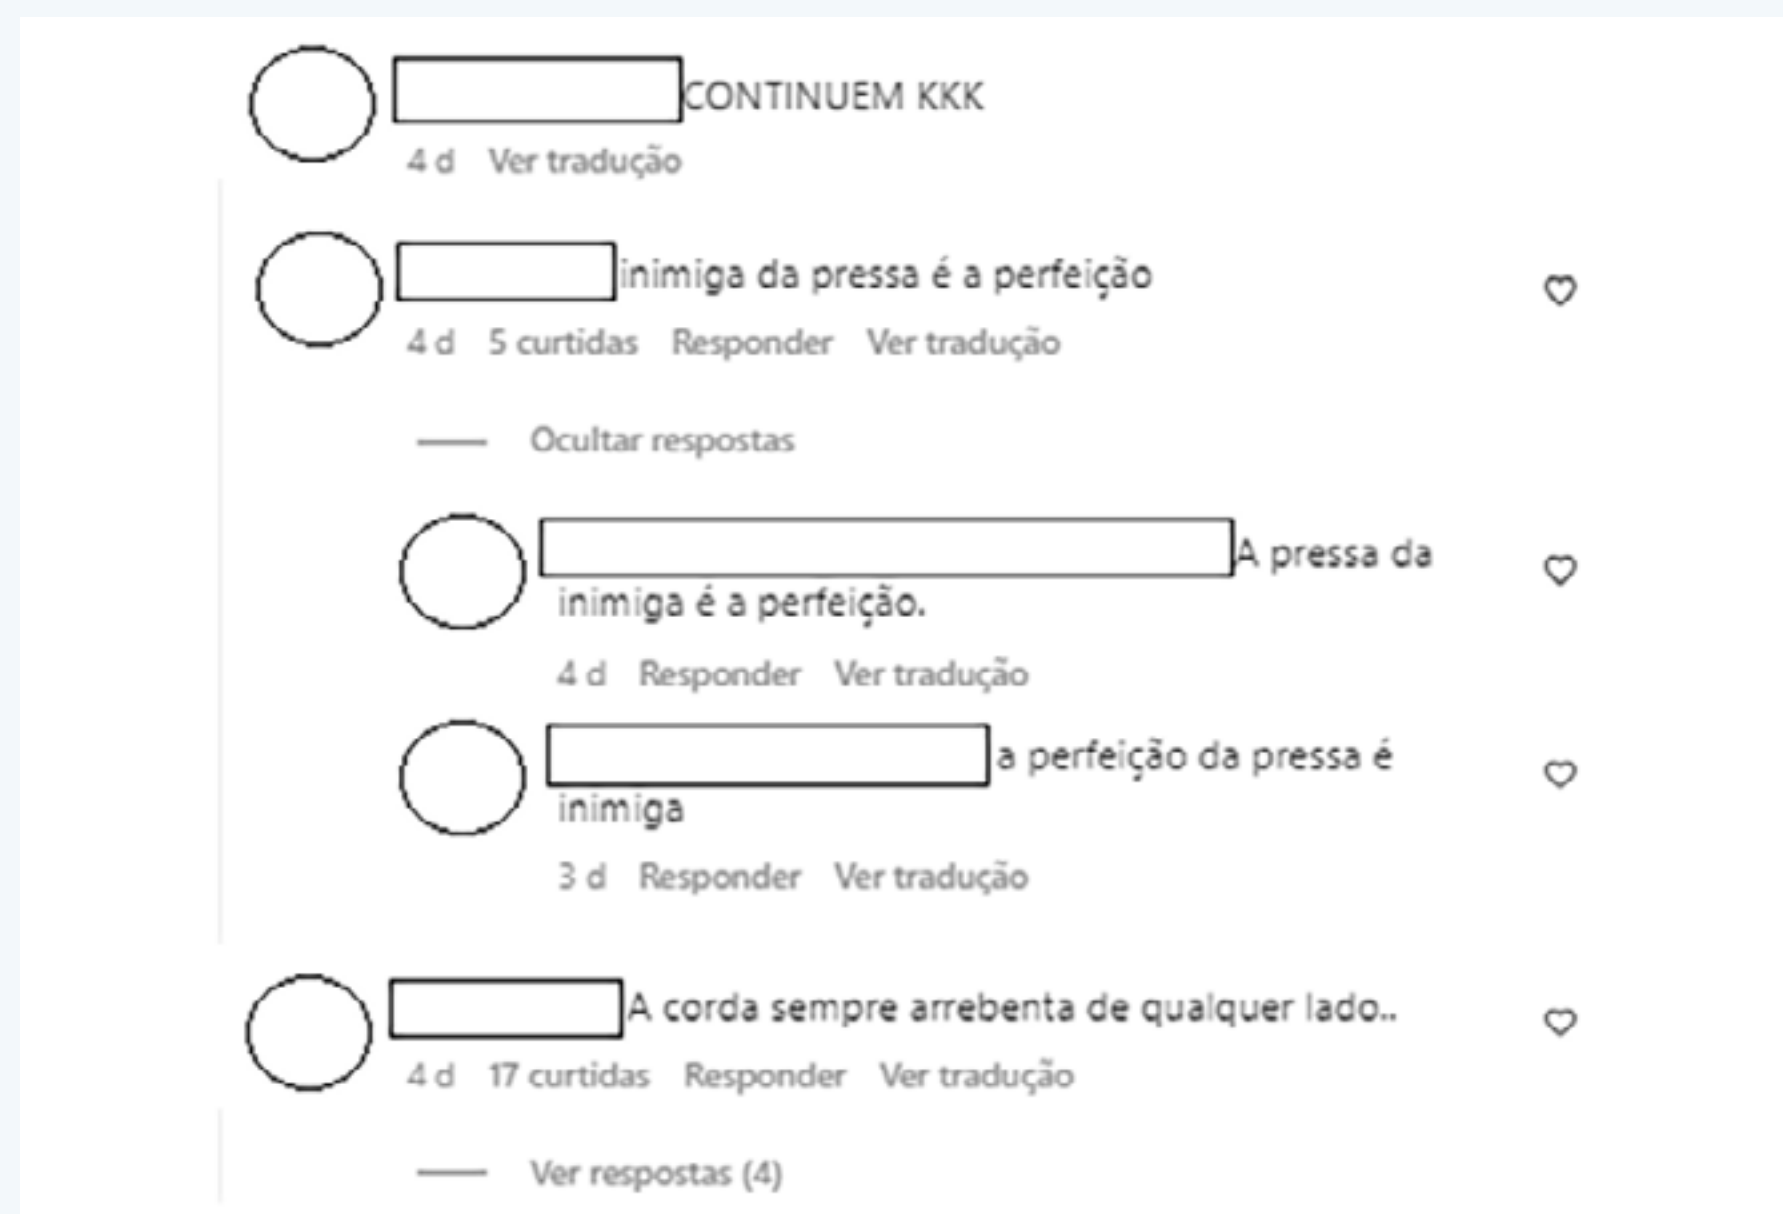 CONTINUEM KKK
4 d Ver tradução
inimiga da pressa é a perfeição
4 d 5 curtidas Responder Ver tradução
Ocultar respostas
A pressa da
inimiga é a perfeição.
4 d Responder Ver tradução
a perfeição da pressa é
inimiga
3 d Responder Ver tradução
A corda sempre arrebenta de qualquer lado..
4 d 17 curtidas Responder Ver tradução
Ver respostas (4)